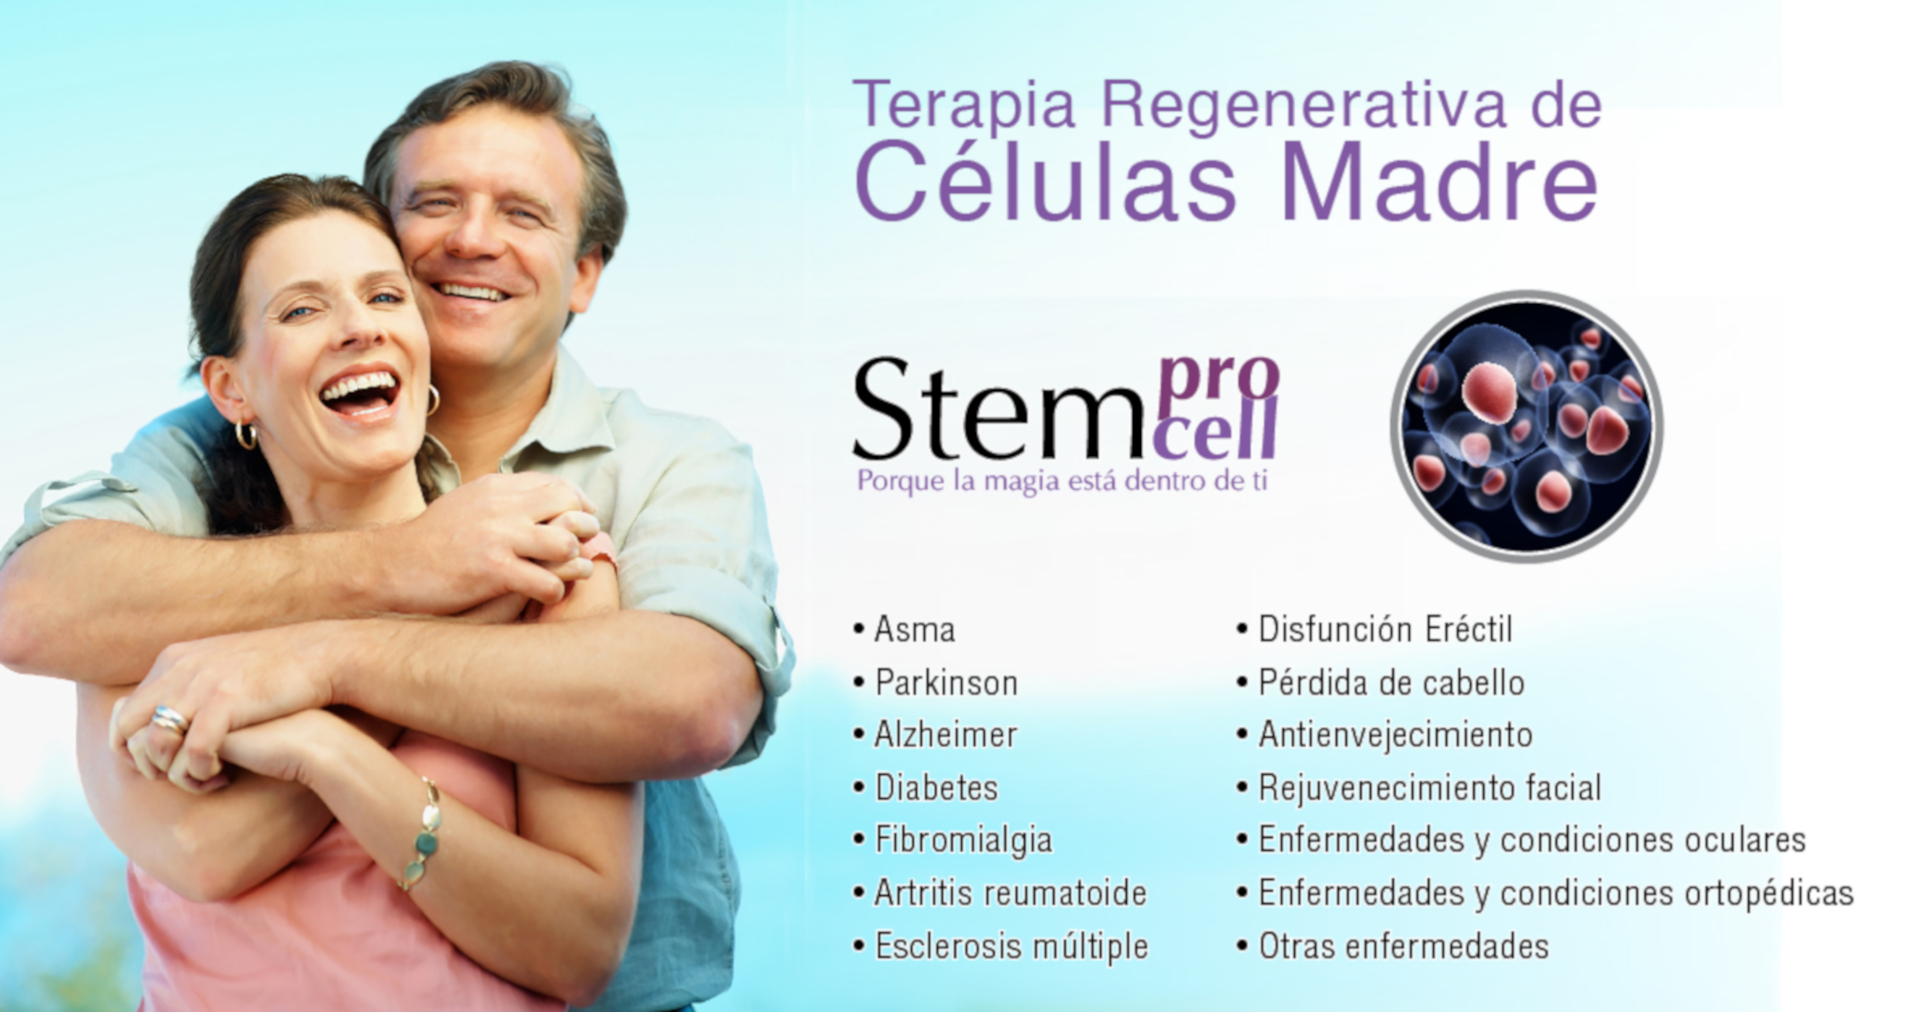 Terapia Regenerativa de
Células Madre
Stem pro cell
Porque la magia está dentro de ti
• Asma
• Parkinson
• Alzheimer
• Diabetes
• Fibromialgia
• Artritis reumatoide
• Esclerosis múltiple
• Disfunción Eréctil
• Pérdida de cabello
• Antienvejecimiento
• Rejuvenecimiento facial
• Enfermedades y condiciones oculares
• Enfermedades y condiciones ortopédicas
• Otras enfermedades